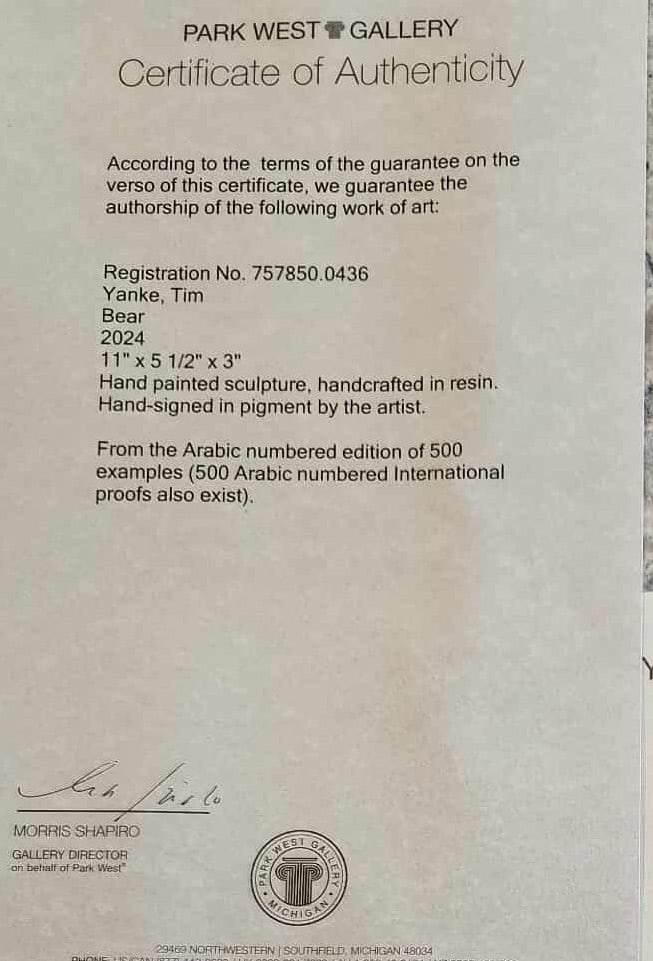 PARK WEST GALLERY
Certificate of Authenticity
According to the terms of the guarantee on the
verso of this certificate, we guarantee the
authorship of the following work of art:
Registration No. 757850.0436
Yanke, Tim
Bear
2024
11" x 5 1/2" x 3"
Hand painted sculpture, handcrafted in resin.
Hand-signed in pigment by the artist.
From the Arabic numbered edition of 500
examples (500 Arabic numbered International
proofs also exist).
MORRIS SHAPIRO
GALLERY DIRECTOR
on behalf of Park West®
PARK WEST GALLERY
• MICHIGAN •
29469 NORTHWESTERN | SOUTHFIELD, MICHIGAN 48034